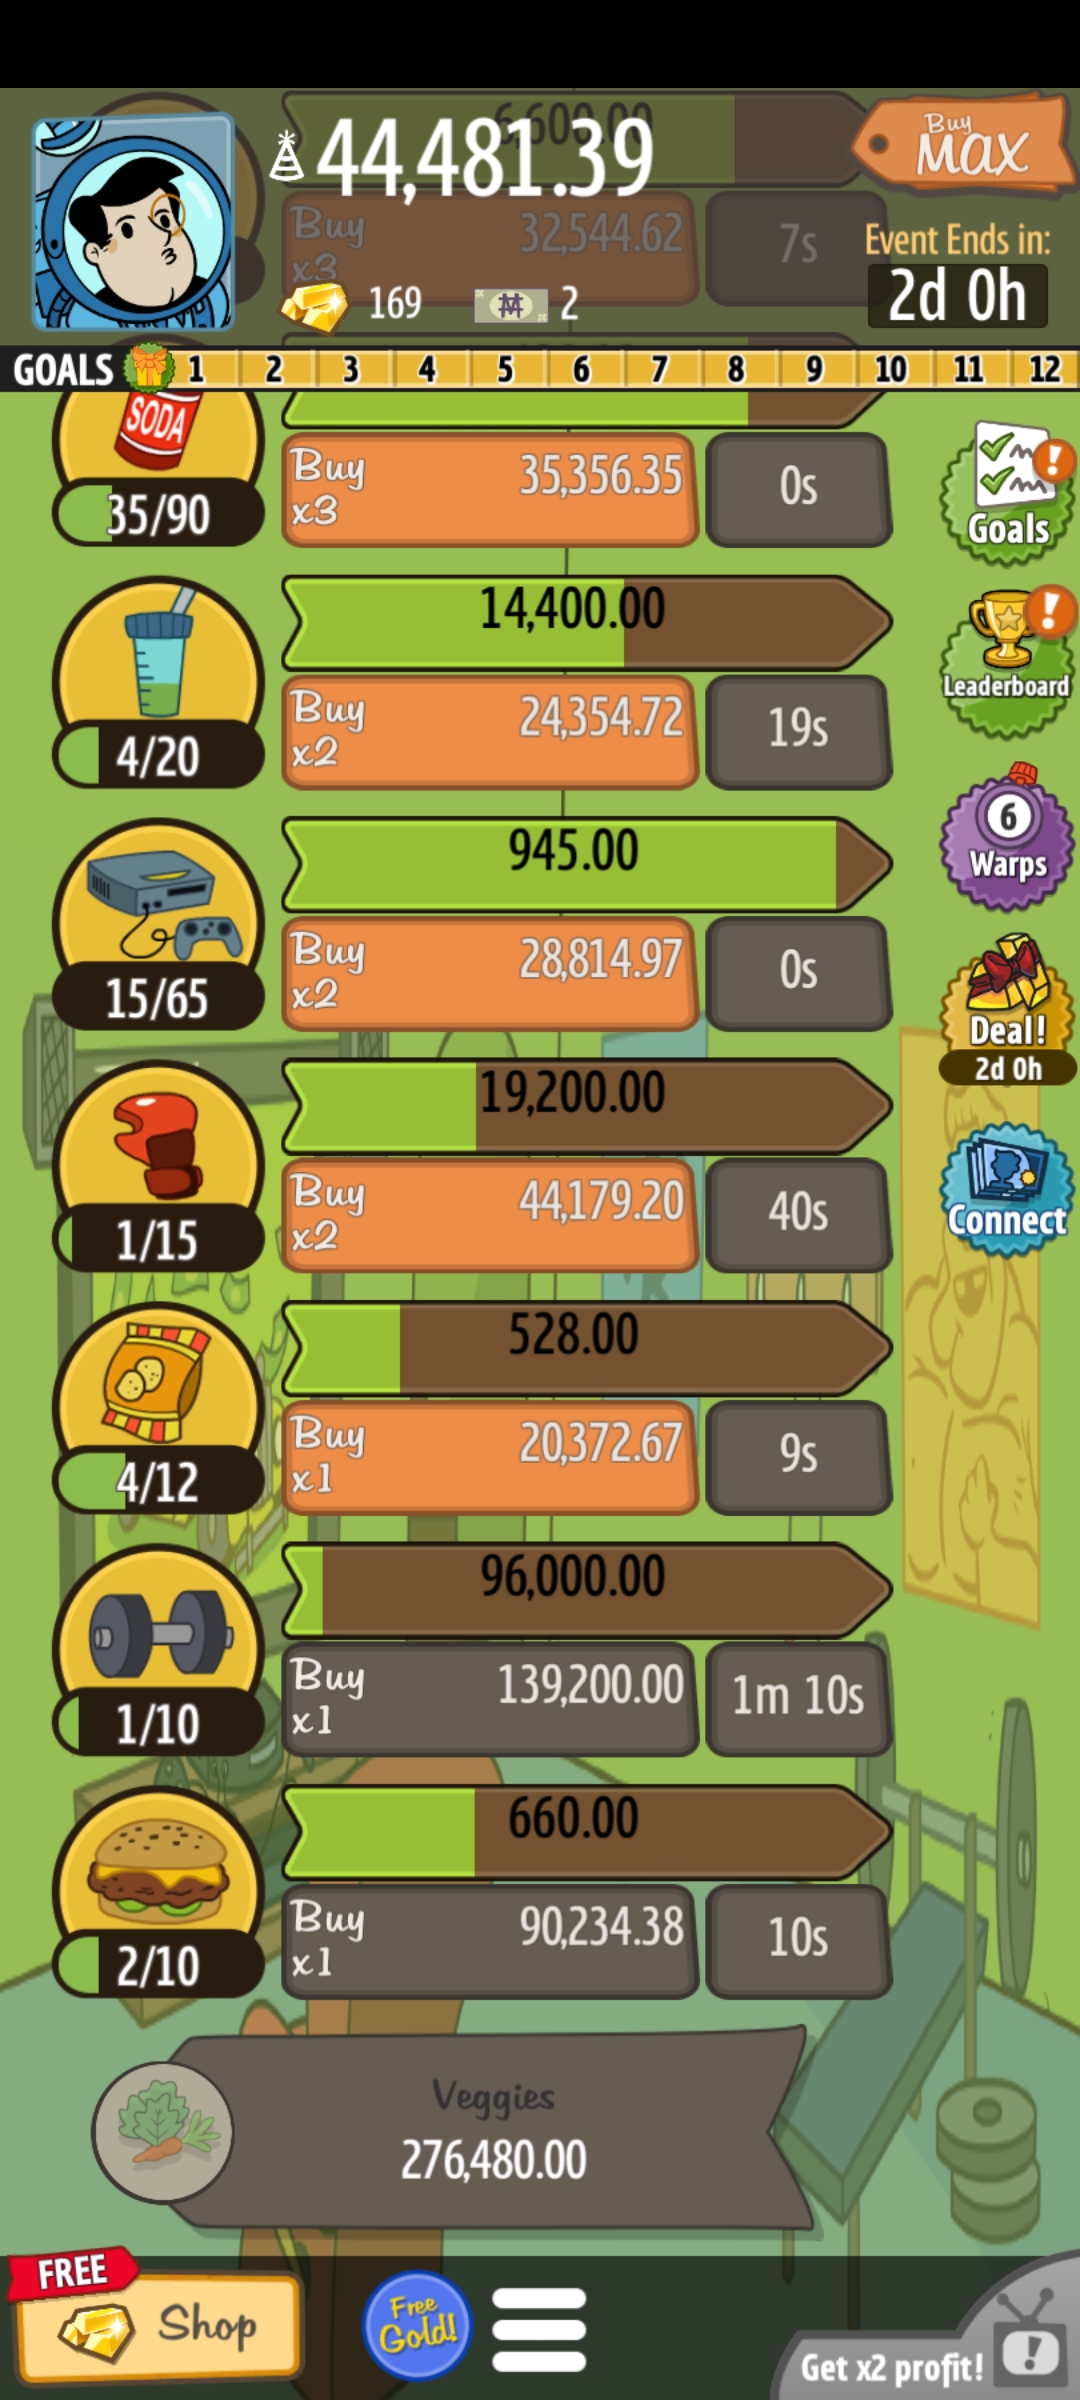 6,600.00
44,481.39
Buy
MAX
Buy
x3
32,544.62
7s
Event Ends in:
169
2
2d 0h
GOALS 1 2 3 4 5 6 7 8 9 10 11 12
SODA
35/90
Buy
x3
35,356.35
0s
Goals
14,400.00
4/20
Buy
x2
24,354.72
19s
Leaderboard
945.00
15/65
Buy
x2
28,814.97
0s
6
Warps
Deal!
2d 0h
19,200.00
1/15
Buy
x2
44,179.20
40s
Connect
528.00
4/12
Buy
x1
20,372.67
9s
96,000.00
1/10
Buy
x1
139,200.00
1m 10s
660.00
2/10
Buy
x1
90,234.38
10s
Veggies
276,480.00
FREE
Shop
Free
Gold!
Get x2 profit!